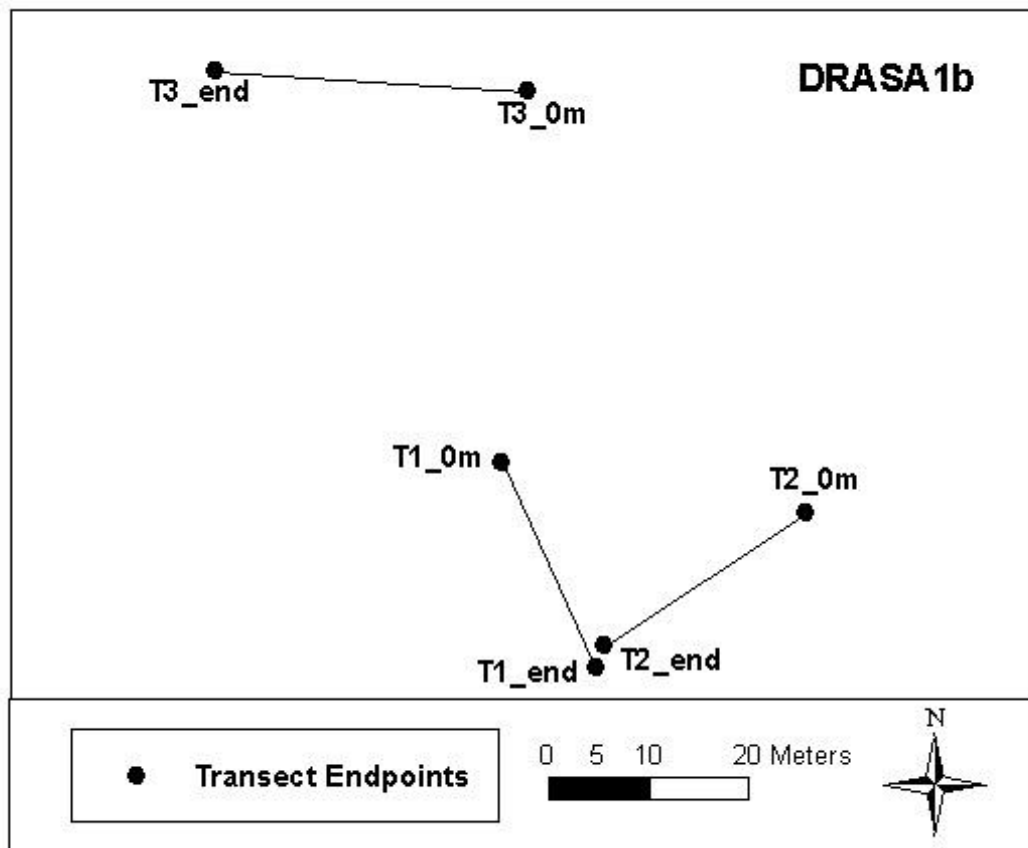 DRASA1b
T3_end
T3_0m
T1_0m
T2_0m
T1_end
T2_end
Transect Endpoints
0 5 10 20 Meters
N